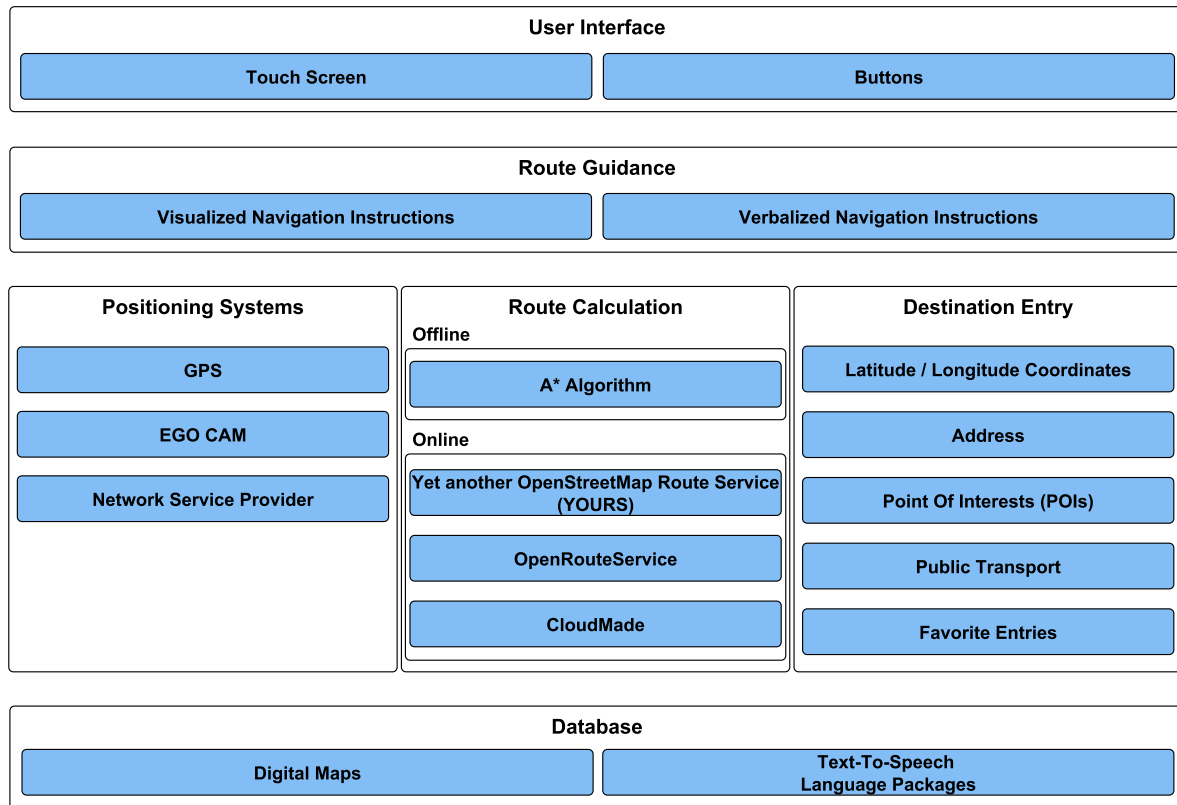 User Interface
Touch Screen
Buttons
Route Guidance
Visualized Navigation Instructions
Verbalized Navigation Instructions
Positioning Systems
GPS
EGO CAM
Network Service Provider
Route Calculation
Offline
A* Algorithm
Online
Yet another OpenStreetMap Route Service
(YOURS)
OpenRouteService
CloudMade
Destination Entry
Latitude / Longitude Coordinates
Address
Point Of Interests (POIs)
Public Transport
Favorite Entries
Database
Digital Maps
Text-To-Speech
Language Packages